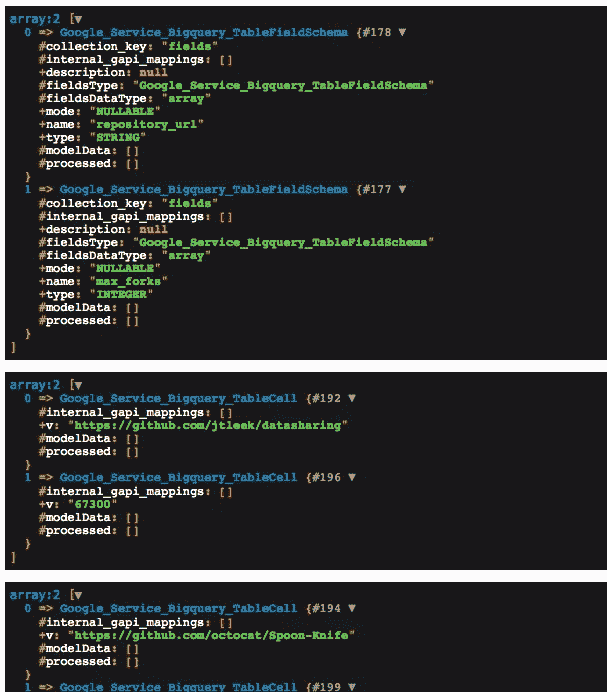 array:2 [▼
  0 => Google_Service_Bigquery_TableFieldSchema {#178 ▼
    #collection_key: "fields"
    #internal_gapi_mappings: []
    +description: null
    #fieldsType: "Google_Service_Bigquery_TableFieldSchema"
    #fieldsDataType: "array"
    +mode: "NULLABLE"
    +name: "repository_url"
    +type: "STRING"
    #modelData: []
    #processed: []
  }
  1 => Google_Service_Bigquery_TableFieldSchema {#177 ▼
    #collection_key: "fields"
    #internal_gapi_mappings: []
    +description: null
    #fieldsType: "Google_Service_Bigquery_TableFieldSchema"
    #fieldsDataType: "array"
    +mode: "NULLABLE"
    +name: "max_forks"
    +type: "INTEGER"
    #modelData: []
    #processed: []
  }
]
array:2 [▼
  0 => Google_Service_Bigquery_TableCell {#192 ▼
    #internal_gapi_mappings: []
    +v: "https://github.com/jtleek/datasharing"
    #modelData: []
    #processed: []
  }
  1 => Google_Service_Bigquery_TableCell {#196 ▼
    #internal_gapi_mappings: []
    +v: "67300"
    #modelData: []
    #processed: []
  }
]
array:2 [▼
  0 => Google_Service_Bigquery_TableCell {#194 ▼
    #internal_gapi_mappings: []
    +v: "https://github.com/octocat/Spoon-Knife"
    #modelData: []
    #processed: []
  }
  1 => Google_Service_Bigquery_TableCell {#199 ▼